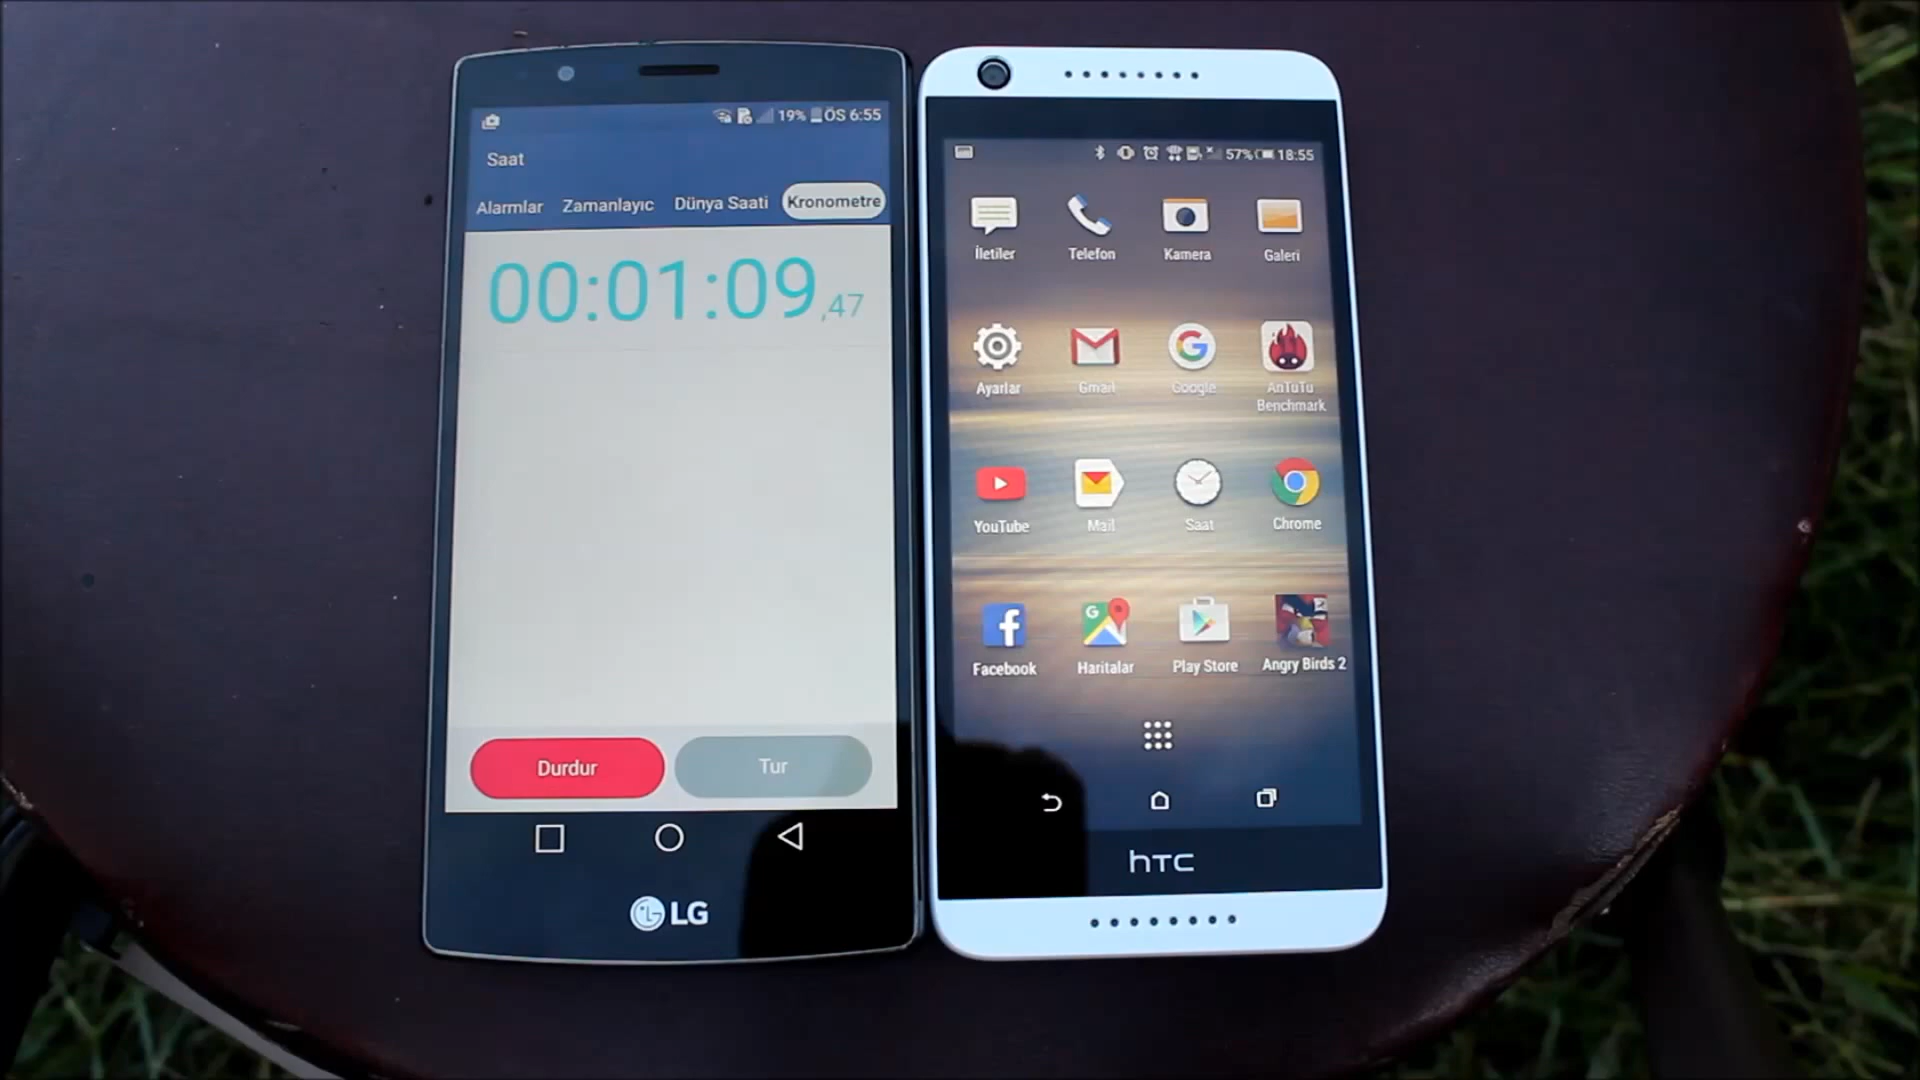 19% ÖS 6:55
Saat
Alarmlar Zamanlayıc Dünya Saati Kronometre
00:01:09,47
Durdur Tur
LG
57% 18:55
İletiler Telefon Kamera Galeri
Ayarlar Gmail Google AnTuTu
Benchmark
YouTube Mail Saat Chrome
Facebook Haritalar Play Store Angry Birds 2
hTC